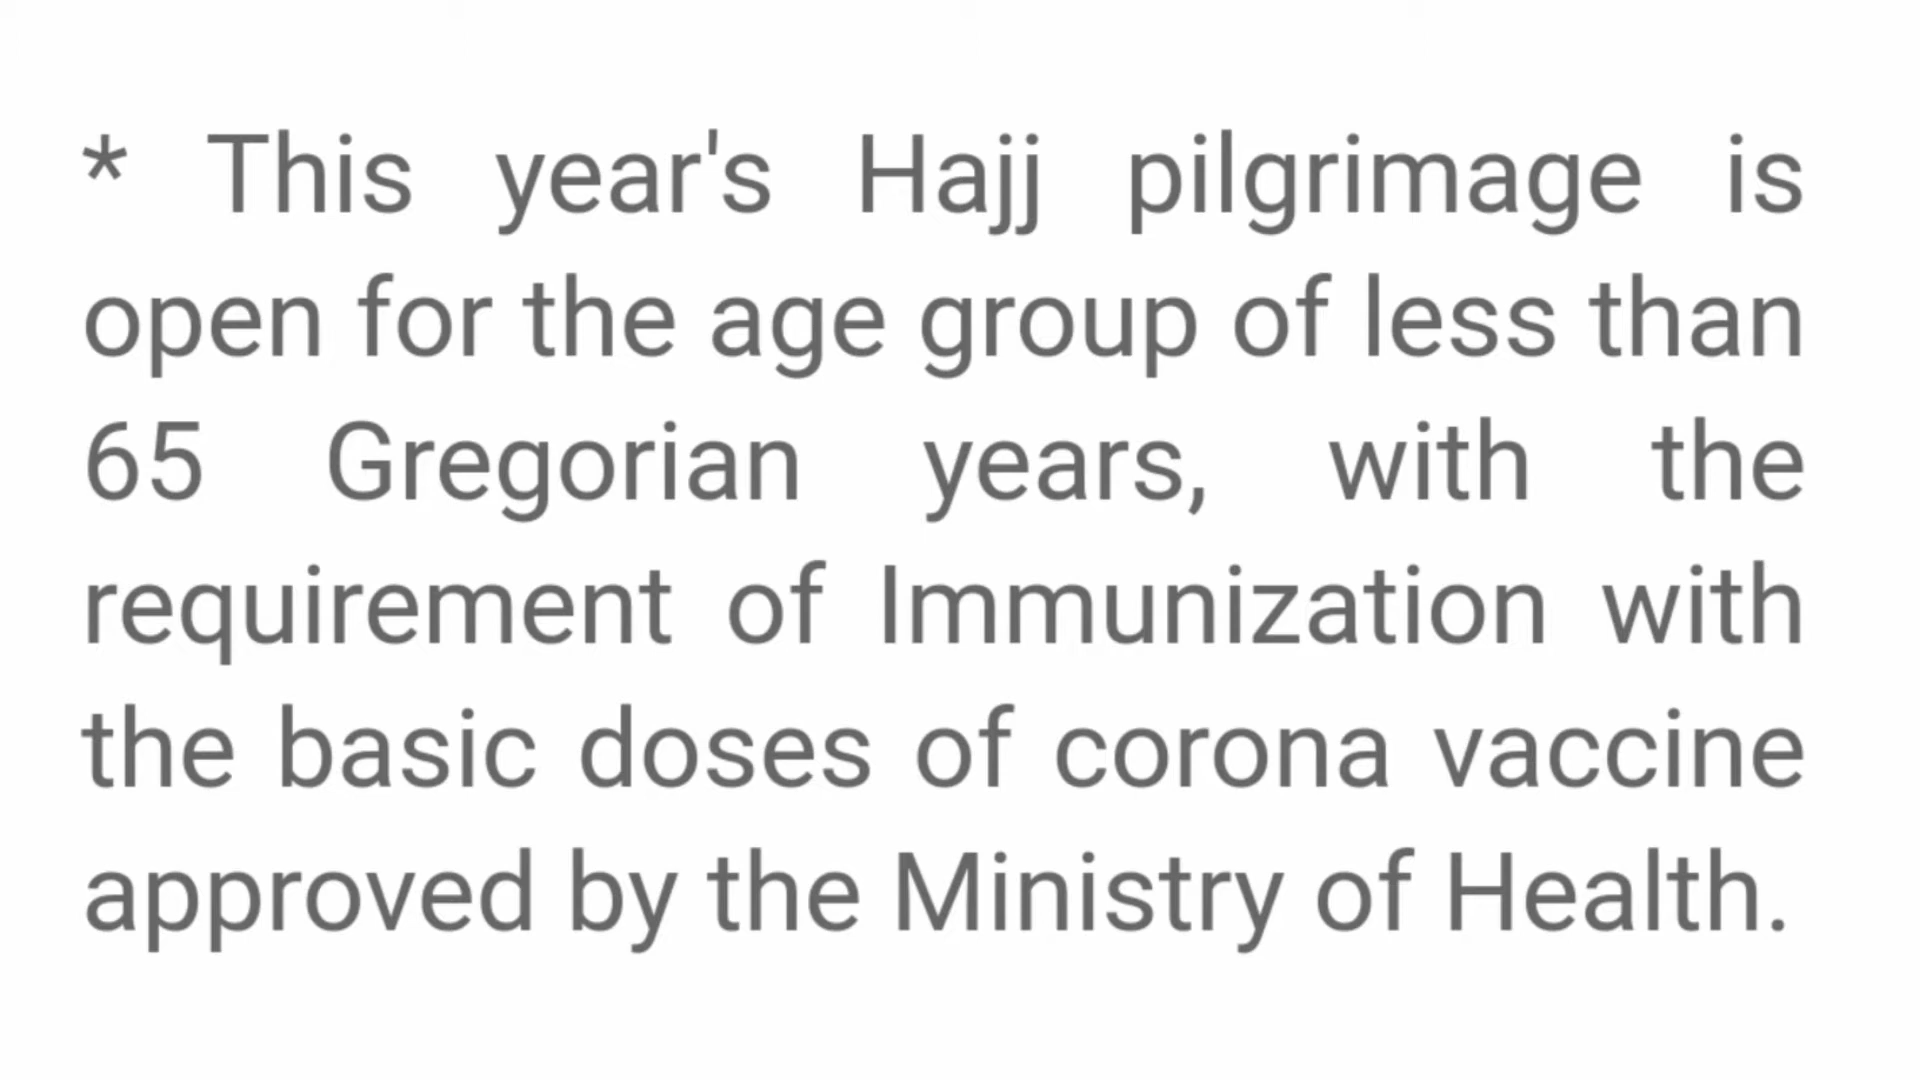 * This year's Hajj pilgrimage is
open for the age group of less than
65 Gregorian years, with the
requirement of Immunization with
the basic doses of corona vaccine
approved by the Ministry of Health.